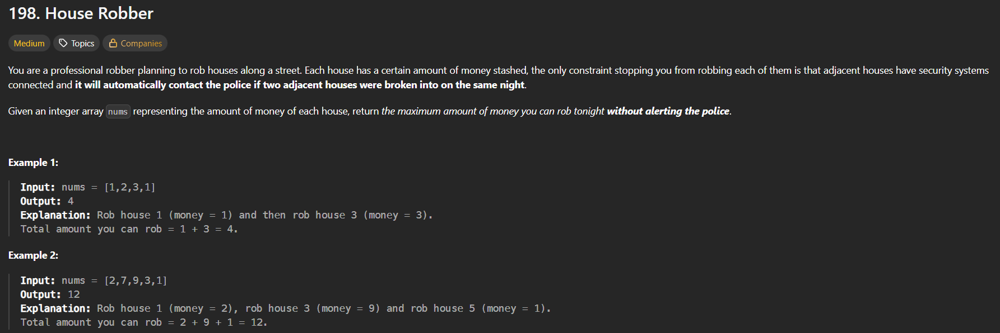 198. House Robber
Medium Topics Companies
You are a professional robber planning to rob houses along a street. Each house has a certain amount of money stashed, the only constraint stopping you from robbing each of them is that adjacent houses have security systems
connected and it will automatically contact the police if two adjacent houses were broken into on the same night.
Given an integer array nums representing the amount of money of each house, return the maximum amount of money you can rob tonight without alerting the police.
Example 1:
Input: nums = [1,2,3,1]
Output: 4
Explanation: Rob house 1 (money = 1) and then rob house 3 (money = 3).
Total amount you can rob = 1 + 3 = 4.
Example 2:
Input: nums = [2,7,9,3,1]
Output: 12
Explanation: Rob house 1 (money = 2), rob house 3 (money = 9) and rob house 5 (money = 1).
Total amount you can rob = 2 + 9 + 1 = 12.